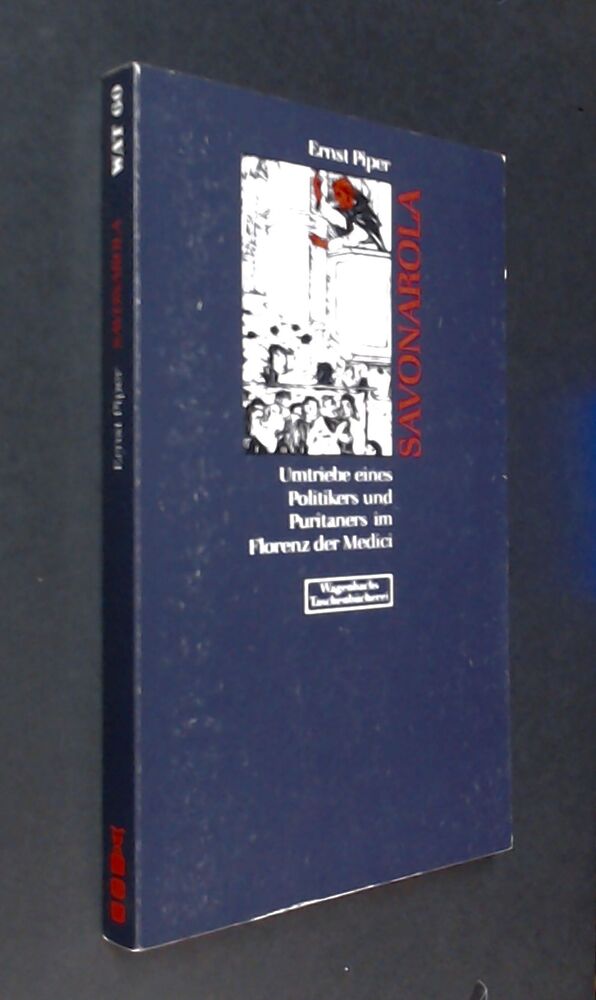 Ernst Piper
SAVONAROLA
Umtriebe eines
Politikers und
Puritaners im
Florenz der Medici
Wagenbachs
Taschenbücherei
Ernst Piper SAVONAROLA WAT 60